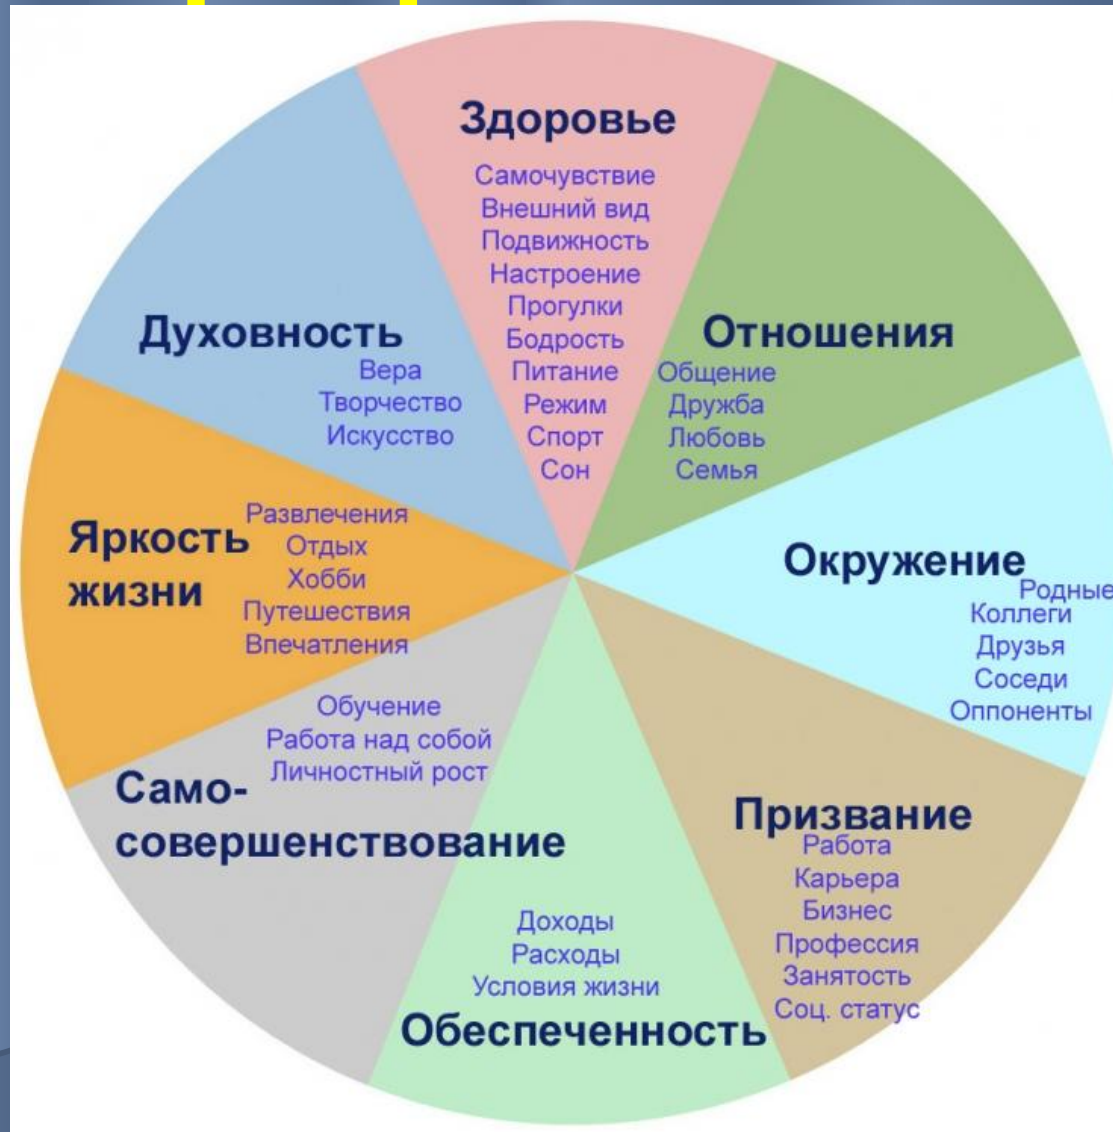 Здоровье
Самочувствие
Внешний вид
Подвижность
Настроение
Прогулки
Бодрость
Питание
Режим
Спорт
Сон
Отношения
Общение
Дружба
Любовь
Семья
Окружение
Родные
Коллеги
Друзья
Соседи
Оппоненты
Призвание
Работа
Карьера
Бизнес
Профессия
Занятость
Соц. статус
Доходы
Расходы
Условия жизни
Обеспеченность
Обучение
Работа над собой
Личностный рост
Само-
совершенствование
Яркость
жизни
Развлечения
Отдых
Хобби
Путешествия
Впечатления
Духовность
Вера
Творчество
Искусство